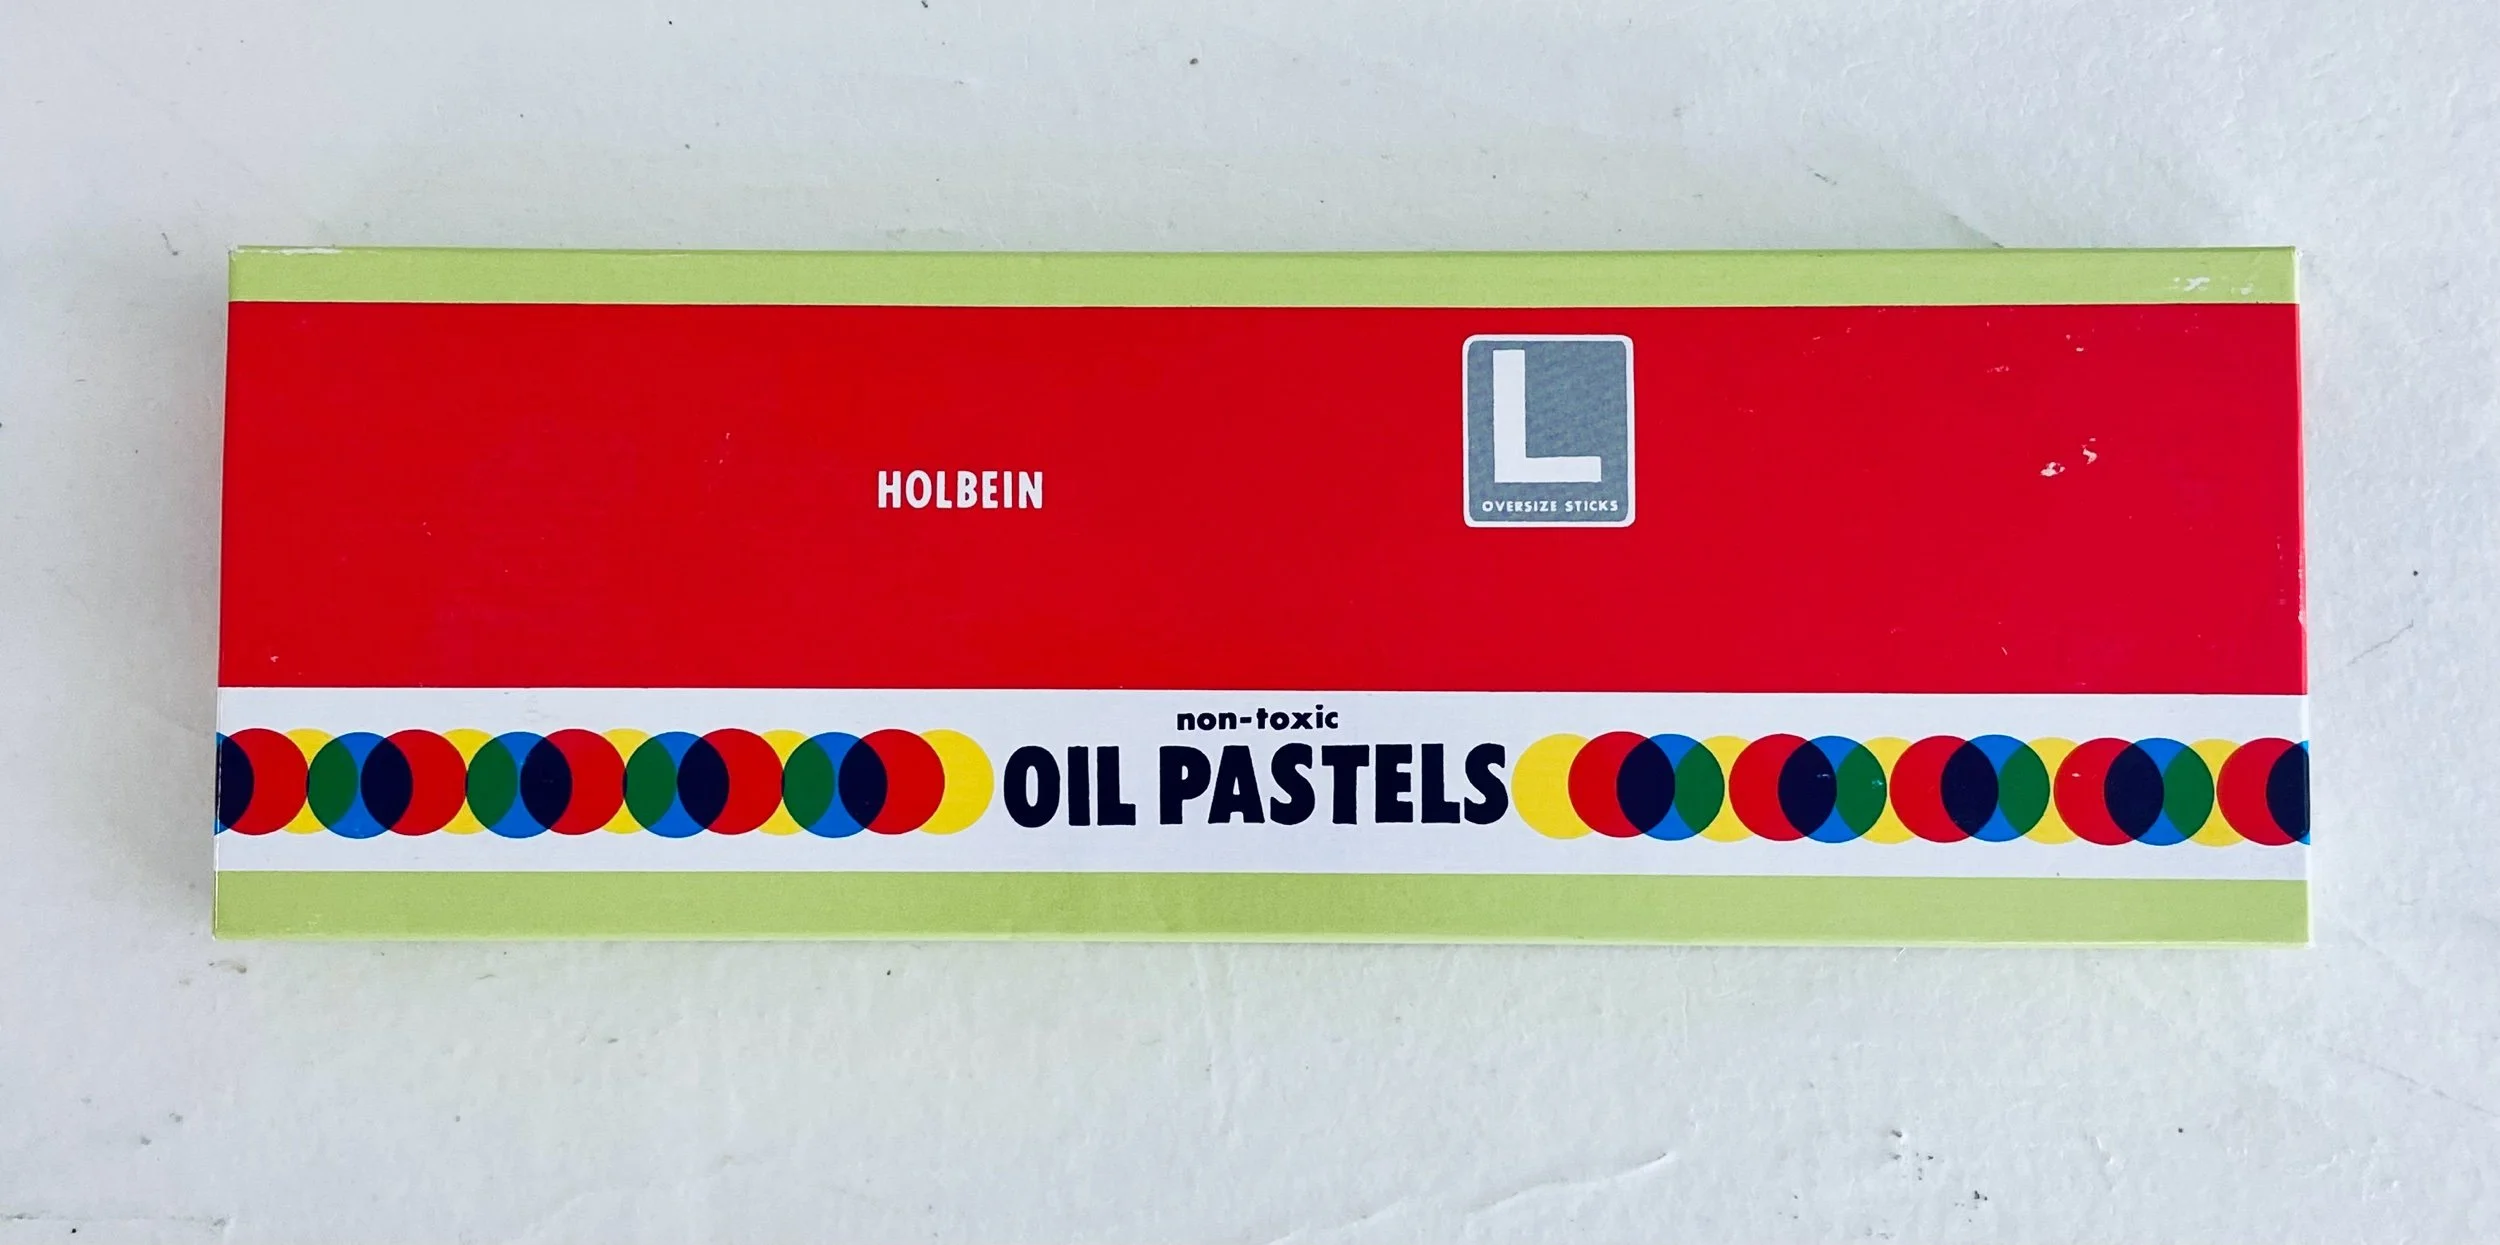 L
OVERSIZE STICKS
HOLBEIN
non-toxic
OIL PASTELS